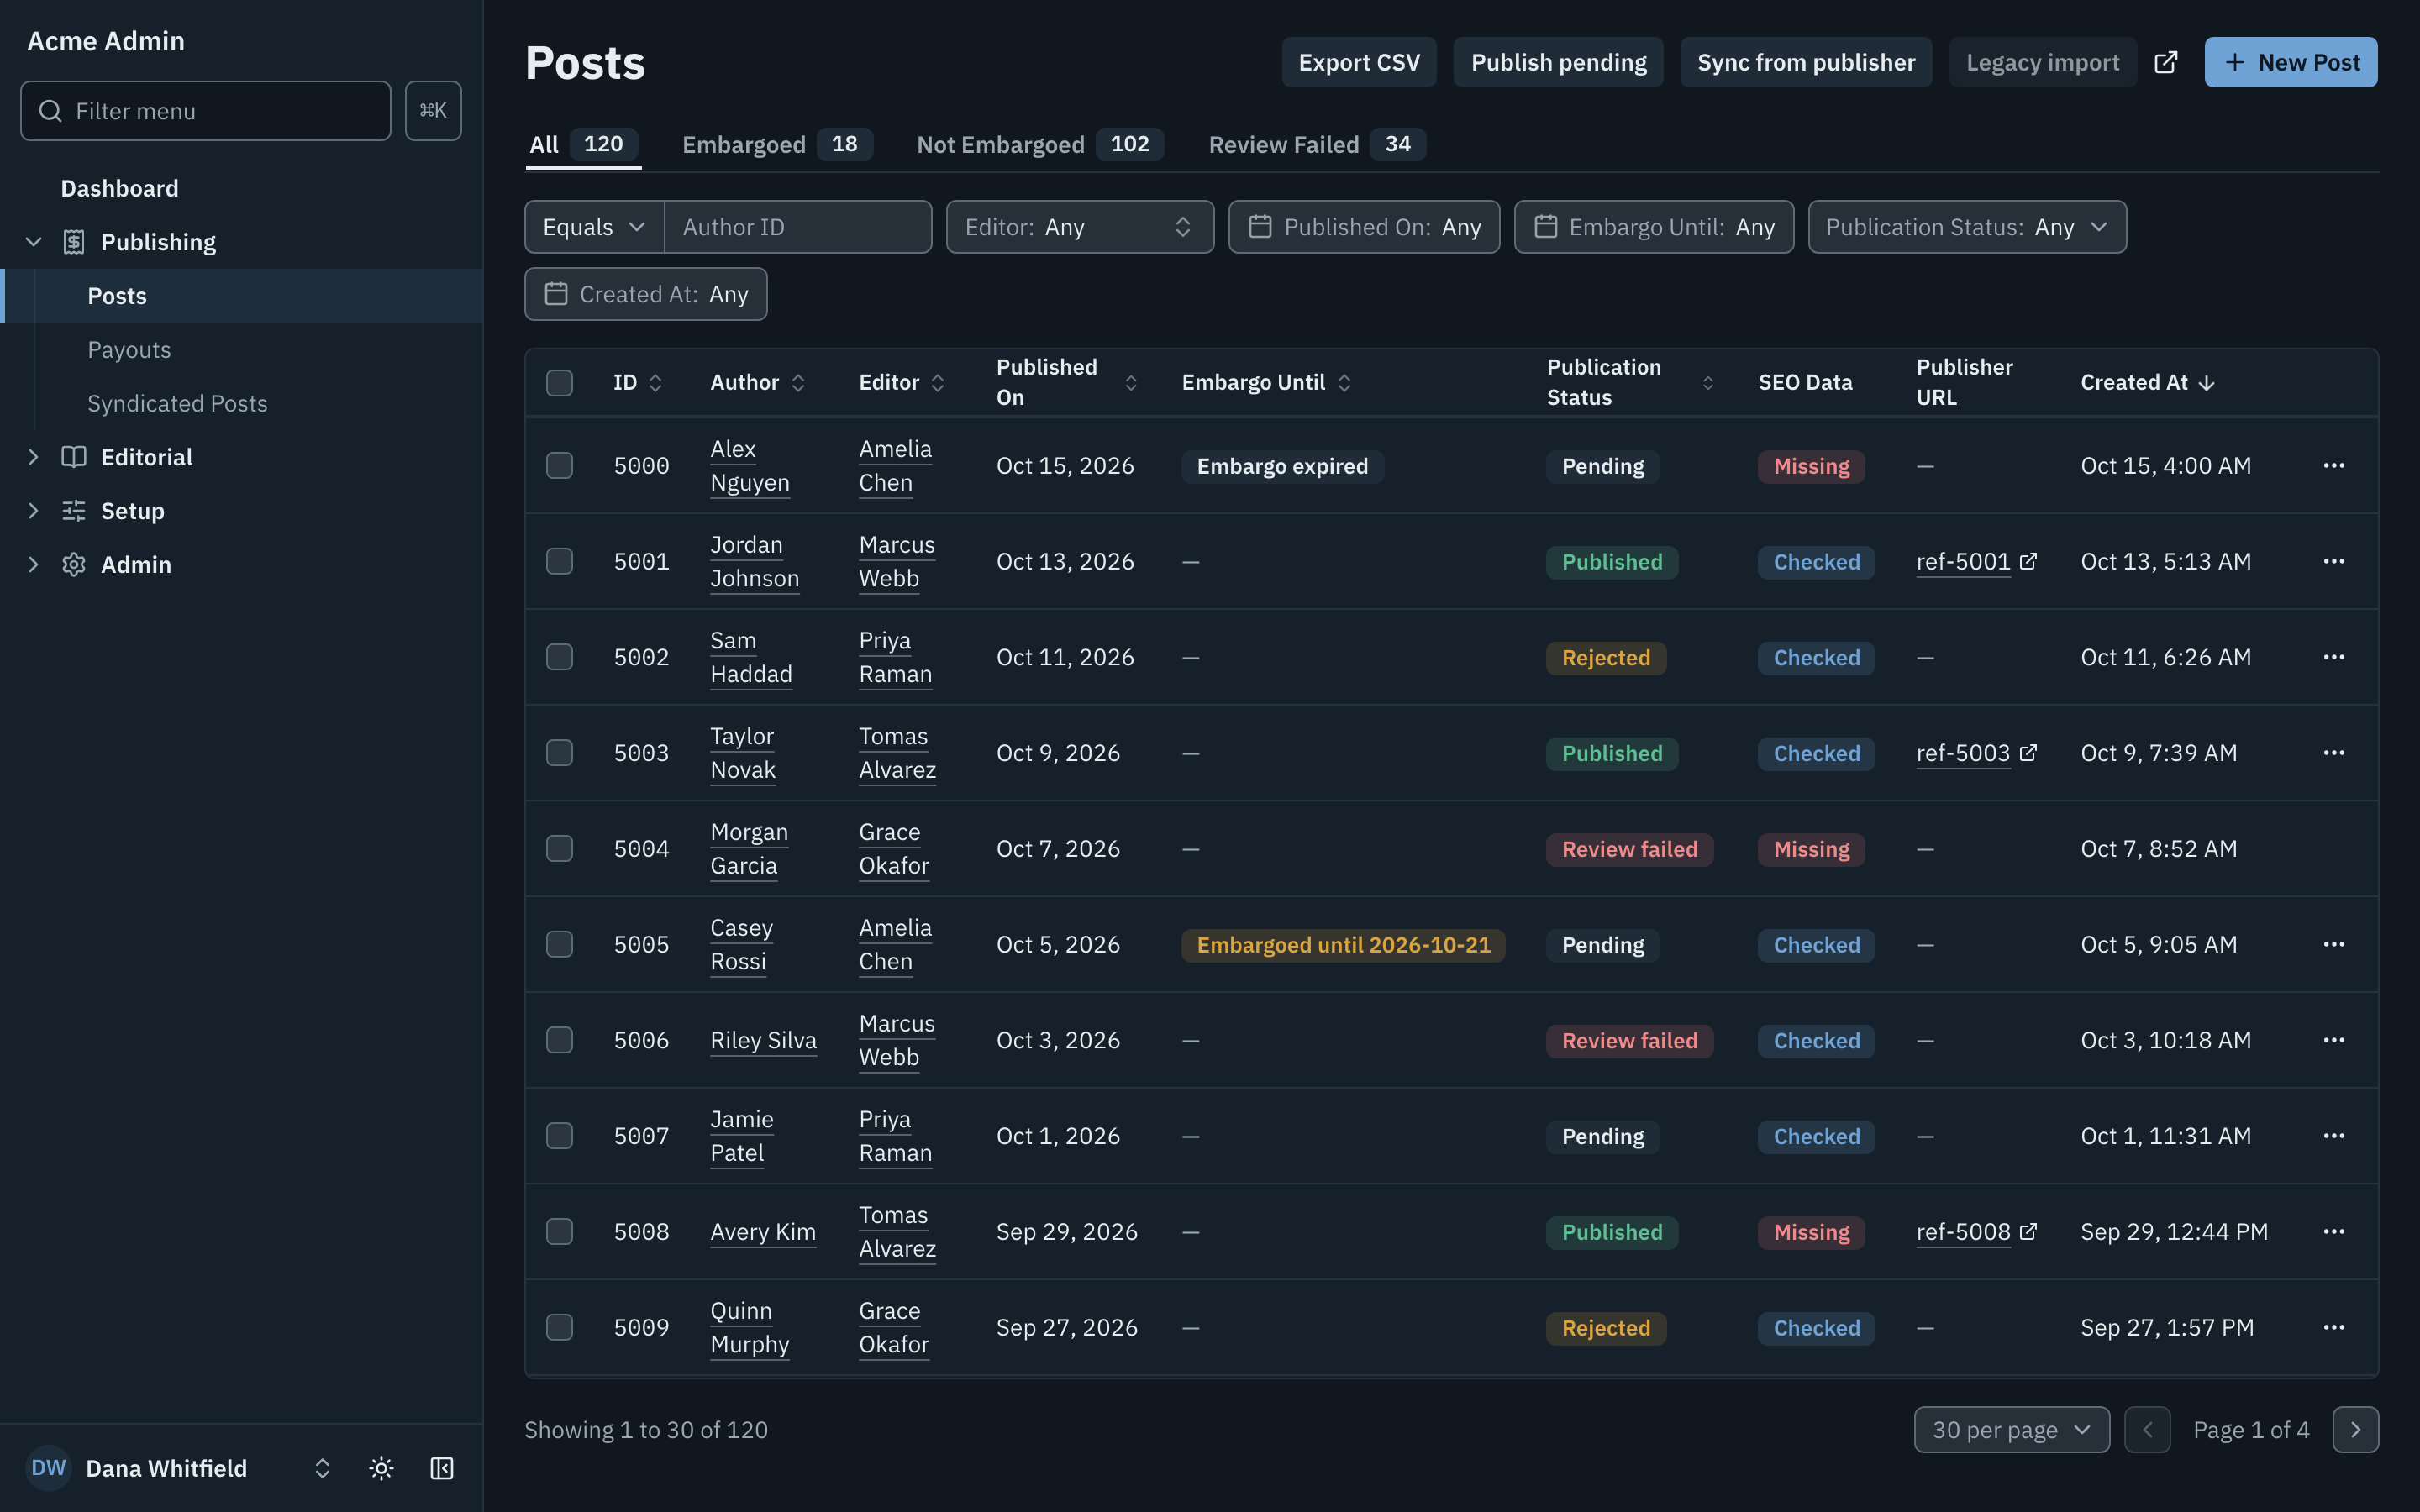 Acme Admin
Filter menu
⌘K
Dashboard
Publishing
Posts
Payouts
Syndicated Posts
Editorial
Setup
Admin
DW Dana Whitfield
Posts
Export CSV
Publish pending
Sync from publisher
Legacy import
+ New Post
All 120
Embargoed 18
Not Embargoed 102
Review Failed 34
Equals Author ID
Editor: Any
Published On: Any
Embargo Until: Any
Publication Status: Any
Created At: Any
ID Author Editor Published On Embargo Until Publication Status SEO Data Publisher URL Created At
5000 Alex Nguyen Amelia Chen Oct 15, 2026 Embargo expired Pending Missing — Oct 15, 4:00 AM
5001 Jordan Johnson Marcus Webb Oct 13, 2026 — Published Checked ref-5001 Oct 13, 5:13 AM
5002 Sam Haddad Priya Raman Oct 11, 2026 — Rejected Checked — Oct 11, 6:26 AM
5003 Taylor Novak Tomas Alvarez Oct 9, 2026 — Published Checked ref-5003 Oct 9, 7:39 AM
5004 Morgan Garcia Grace Okafor Oct 7, 2026 — Review failed Missing — Oct 7, 8:52 AM
5005 Casey Rossi Amelia Chen Oct 5, 2026 Embargoed until 2026-10-21 Pending Checked — Oct 5, 9:05 AM
5006 Riley Silva Marcus Webb Oct 3, 2026 — Review failed Checked — Oct 3, 10:18 AM
5007 Jamie Patel Priya Raman Oct 1, 2026 — Pending Checked — Oct 1, 11:31 AM
5008 Avery Kim Tomas Alvarez Sep 29, 2026 — Published Missing ref-5008 Sep 29, 12:44 PM
5009 Quinn Murphy Grace Okafor Sep 27, 2026 — Rejected Checked — Sep 27, 1:57 PM
Showing 1 to 30 of 120
30 per page
Page 1 of 4